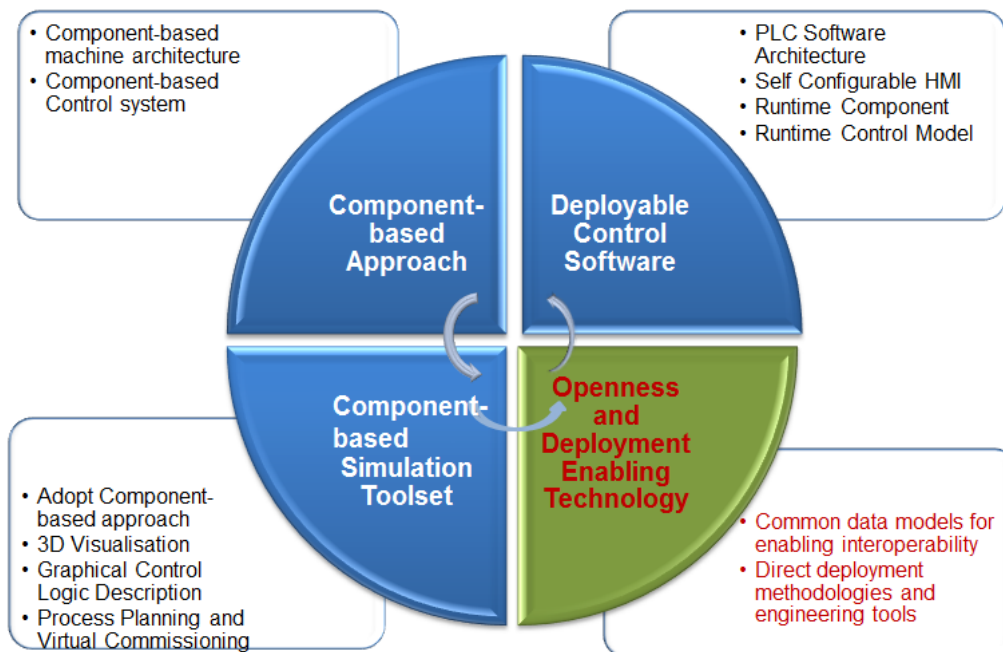 • Component-based
machine architecture
• Component-based
Control system
• PLC Software
Architecture
• Self Configurable HMI
• Runtime Component
• Runtime Control Model
Component-
based
Approach
Deployable
Control
Software
Component-
based
Simulation
Toolset
Openness
and
Deployment
Enabling
Technology
• Adopt Component-
based approach
• 3D Visualisation
• Graphical Control
Logic Description
• Process Planning and
Virtual Commissioning
• Common data models for
enabling interoperability
• Direct deployment
methodologies and
engineering tools